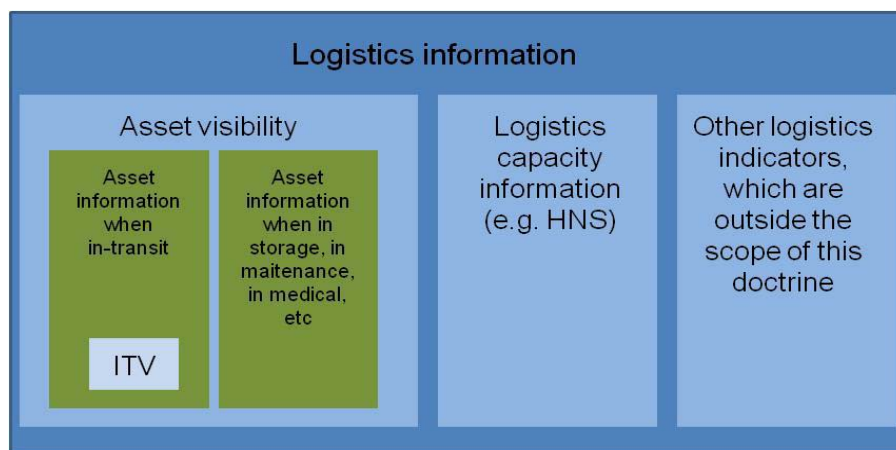 Logistics information
Asset visibility
Asset
information
when
in-transit
ITV
Asset
information
when in
storage, in
maitenance,
in medical,
etc
Logistics
capacity
information
(e.g. HNS)
Other logistics
indicators,
which are
outside the
scope of this
doctrine